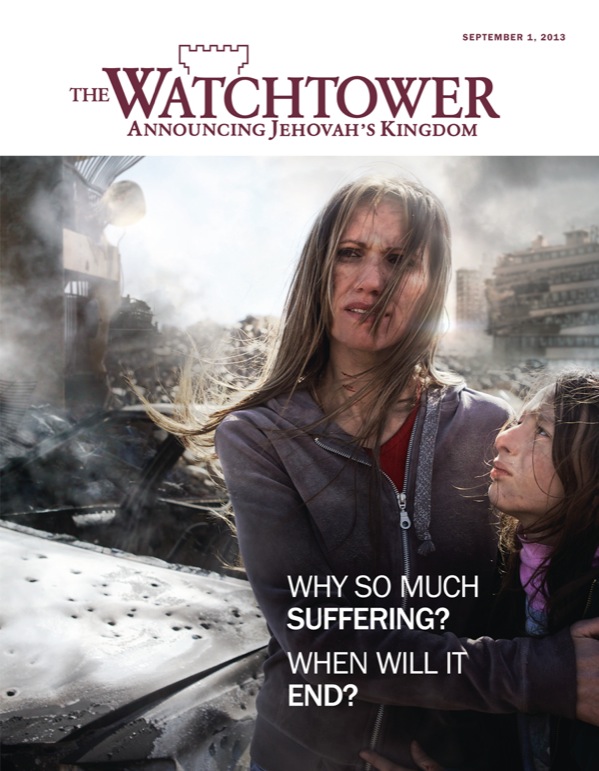 SEPTEMBER 1, 2013
THE WATCHTOWER
ANNOUNCING JEHOVAH'S KINGDOM
WHY SO MUCH
SUFFERING?
WHEN WILL IT
END?